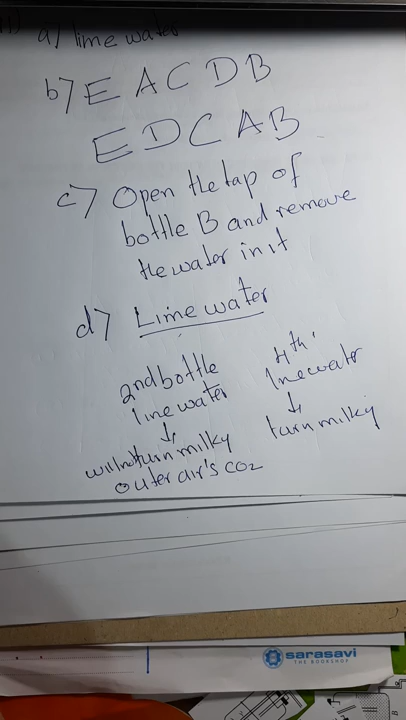 a) lime water
b) E A C D B
E D C A B
c) Open the tap of
bottle B and remove
the water in it
d) Lime water
2nd bottle
lime water
will not turn milky
outer air's CO2
4th
lime water
turn milky
sarasavi
THE BOOKSHOP